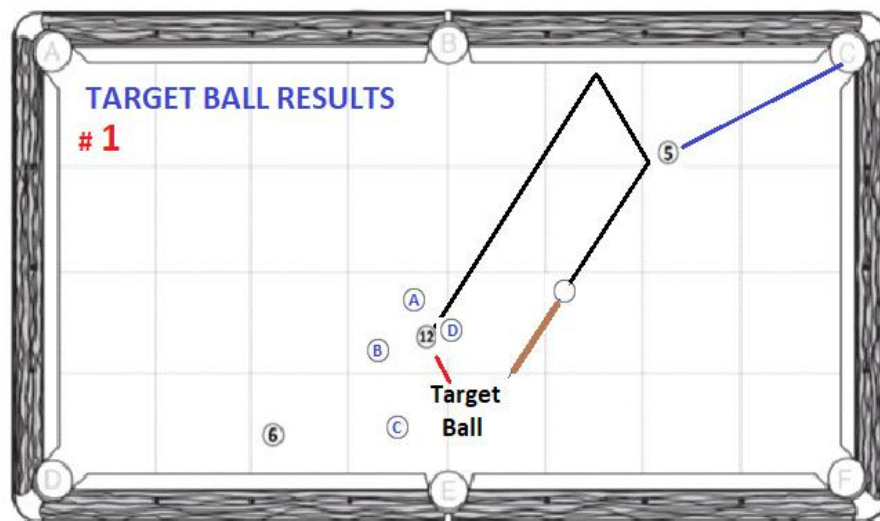 A B C
TARGET BALL RESULTS
# 1
5
A
12 D
B
Target
Ball
C
6
D E F